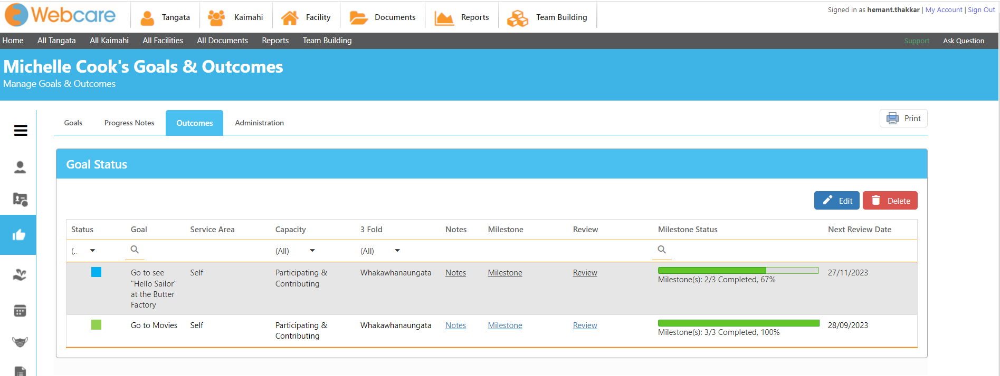 Webcare
Tangata
Kaimahi
Facility
Documents
Reports
Team Building
Signed in as hemant.thakkar | My Account | Sign Out
Home
All Tangata
All Kaimahi
All Facilities
All Documents
Reports
Team Building
Support
Ask Question
Michelle Cook's Goals & Outcomes
Manage Goals & Outcomes
Goals
Progress Notes
Outcomes
Administration
Print
Goal Status
Edit
Delete
Status
Goal
Service Area
Capacity
3 Fold
Notes
Milestone
Review
Milestone Status
Next Review Date
(..
(All)
(All)
Go to see
"Hello Sailor"
at the Butter
Factory
Self
Participating &
Contributing
Whakawhanaungata
Notes
Milestone
Review
Milestone(s): 2/3 Completed, 67%
27/11/2023
Go to Movies
Self
Participating &
Contributing
Whakawhanaungata
Notes
Milestone
Review
Milestone(s): 3/3 Completed, 100%
28/09/2023